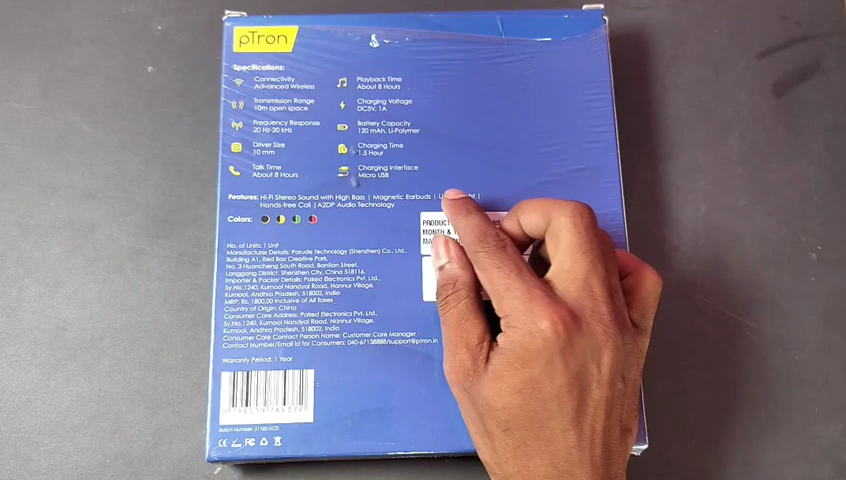 pTron
Specifications:
Connectivity
Advanced Wireless
Transmission Range
10m open space
Frequency Response
20 Hz-20 kHz
Driver Size
10 mm
Talk Time
About 8 Hours
Playback Time
About 8 Hours
Charging Voltage
DC5V, 1A
Battery Capacity
120 mAh, Li-Polymer
Charging Time
1.5 Hour
Charging Interface
Micro USB
Features: Hi-Fi Stereo Sound with High Bass | Magnetic Earbuds |
Hands-free Call | A2DP Audio Technology
Colors:
PRODUCT
MONTH &
No. of Units: 1 Unit
Manufacturer Details: Parude Technology (Shenzhen) Co., Ltd.,
Building A1, Red Box Creative Park,
No. 3 Huancheng South Road, Bantian Street,
Longgang District, Shenzhen City, China 518116.
Importer & Packer Details: Palred Electronics Pvt. Ltd.,
Sy.No.1240, Kurnool Nandyal Road, Nannur Village,
Kurnool, Andhra Pradesh, 518002, India
MRP: Rs. 1800.00 Inclusive of All Taxes
Country of Origin: China
Consumer Care Address: Palred Electronics Pvt. Ltd.,
Sy.No.1240, Kurnool Nandyal Road, Nannur Village,
Kurnool, Andhra Pradesh, 518002, India
Consumer Care Contact Person Name: Customer Care Manager
Contact Number/Email Id for Consumers: 040-67138888/support@ptron.in
Warranty Period: 1 Year
CE FC